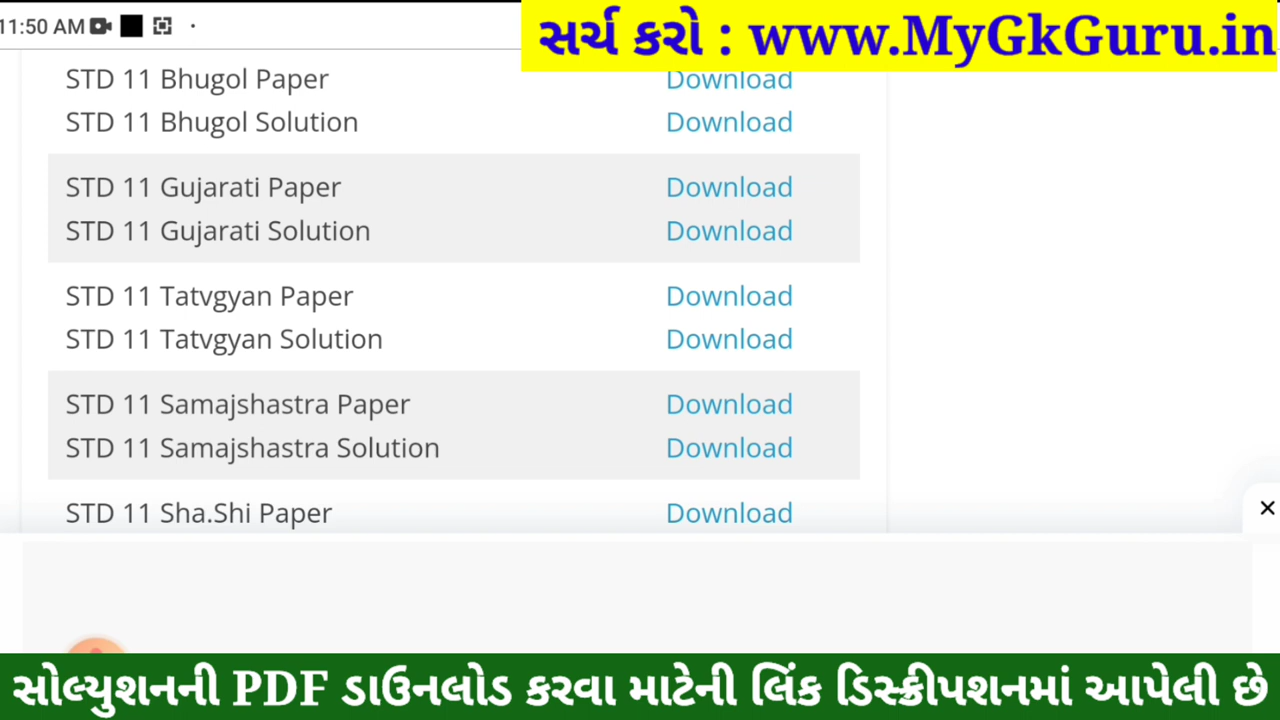 11:50 AM
સર્ચ કરો : www.MyGkGuru.in
STD 11 Bhugol Paper Download
STD 11 Bhugol Solution Download
STD 11 Gujarati Paper Download
STD 11 Gujarati Solution Download
STD 11 Tatvgyan Paper Download
STD 11 Tatvgyan Solution Download
STD 11 Samajshastra Paper Download
STD 11 Samajshastra Solution Download
STD 11 Sha.Shi Paper Download
સોલ્યુશનની PDF ડાઉનલોડ કરવા માટેની લિંક ડિસ્ક્રીપશનમાં આપેલી છે